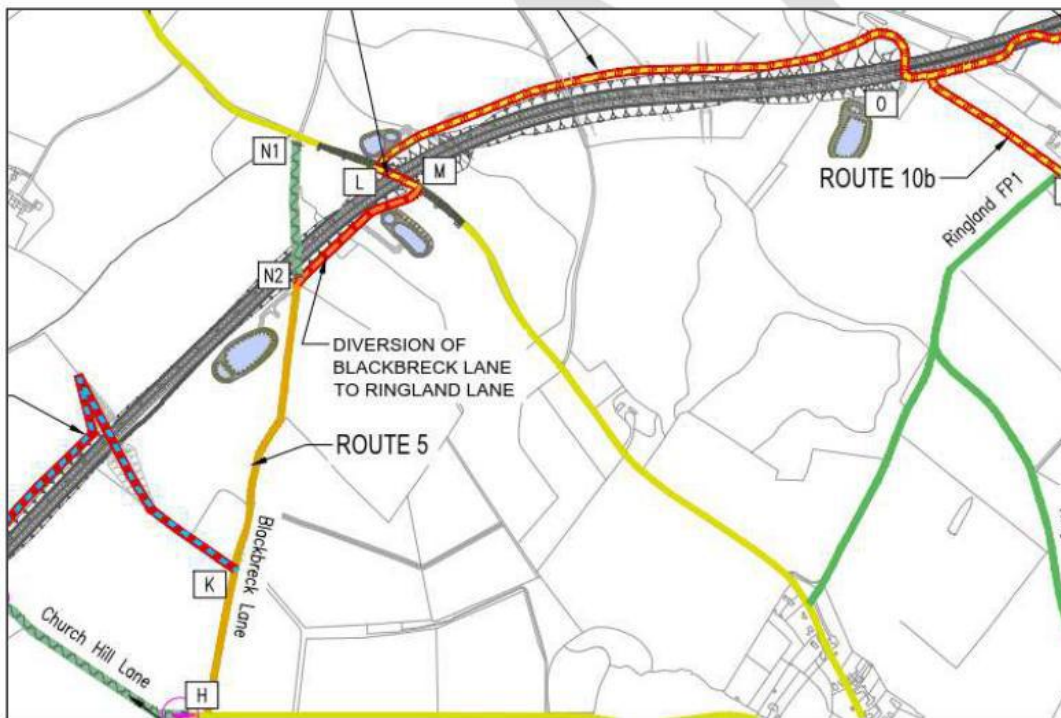 N1
L
M
O
ROUTE 10b
Ringland FP1
N2
DIVERSION OF
BLACKBRECK LANE
TO RINGLAND LANE
ROUTE 5
Blackbreck Lane
K
Church Hill Lane
H